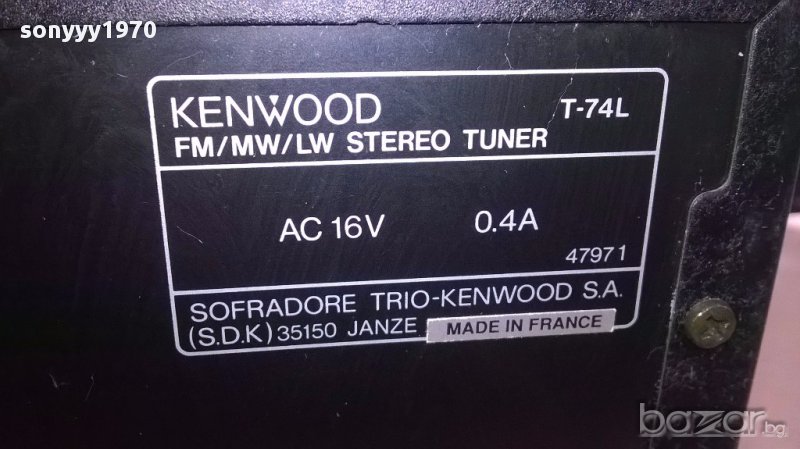 sonyyy1970
KENWOOD T-74L
FM/MW/LW STEREO TUNER
AC 16V 0.4A
47971
SOFRADORE TRIO-KENWOOD S.A.
(S.D.K) 35150 JANZE MADE IN FRANCE
bazar.bg